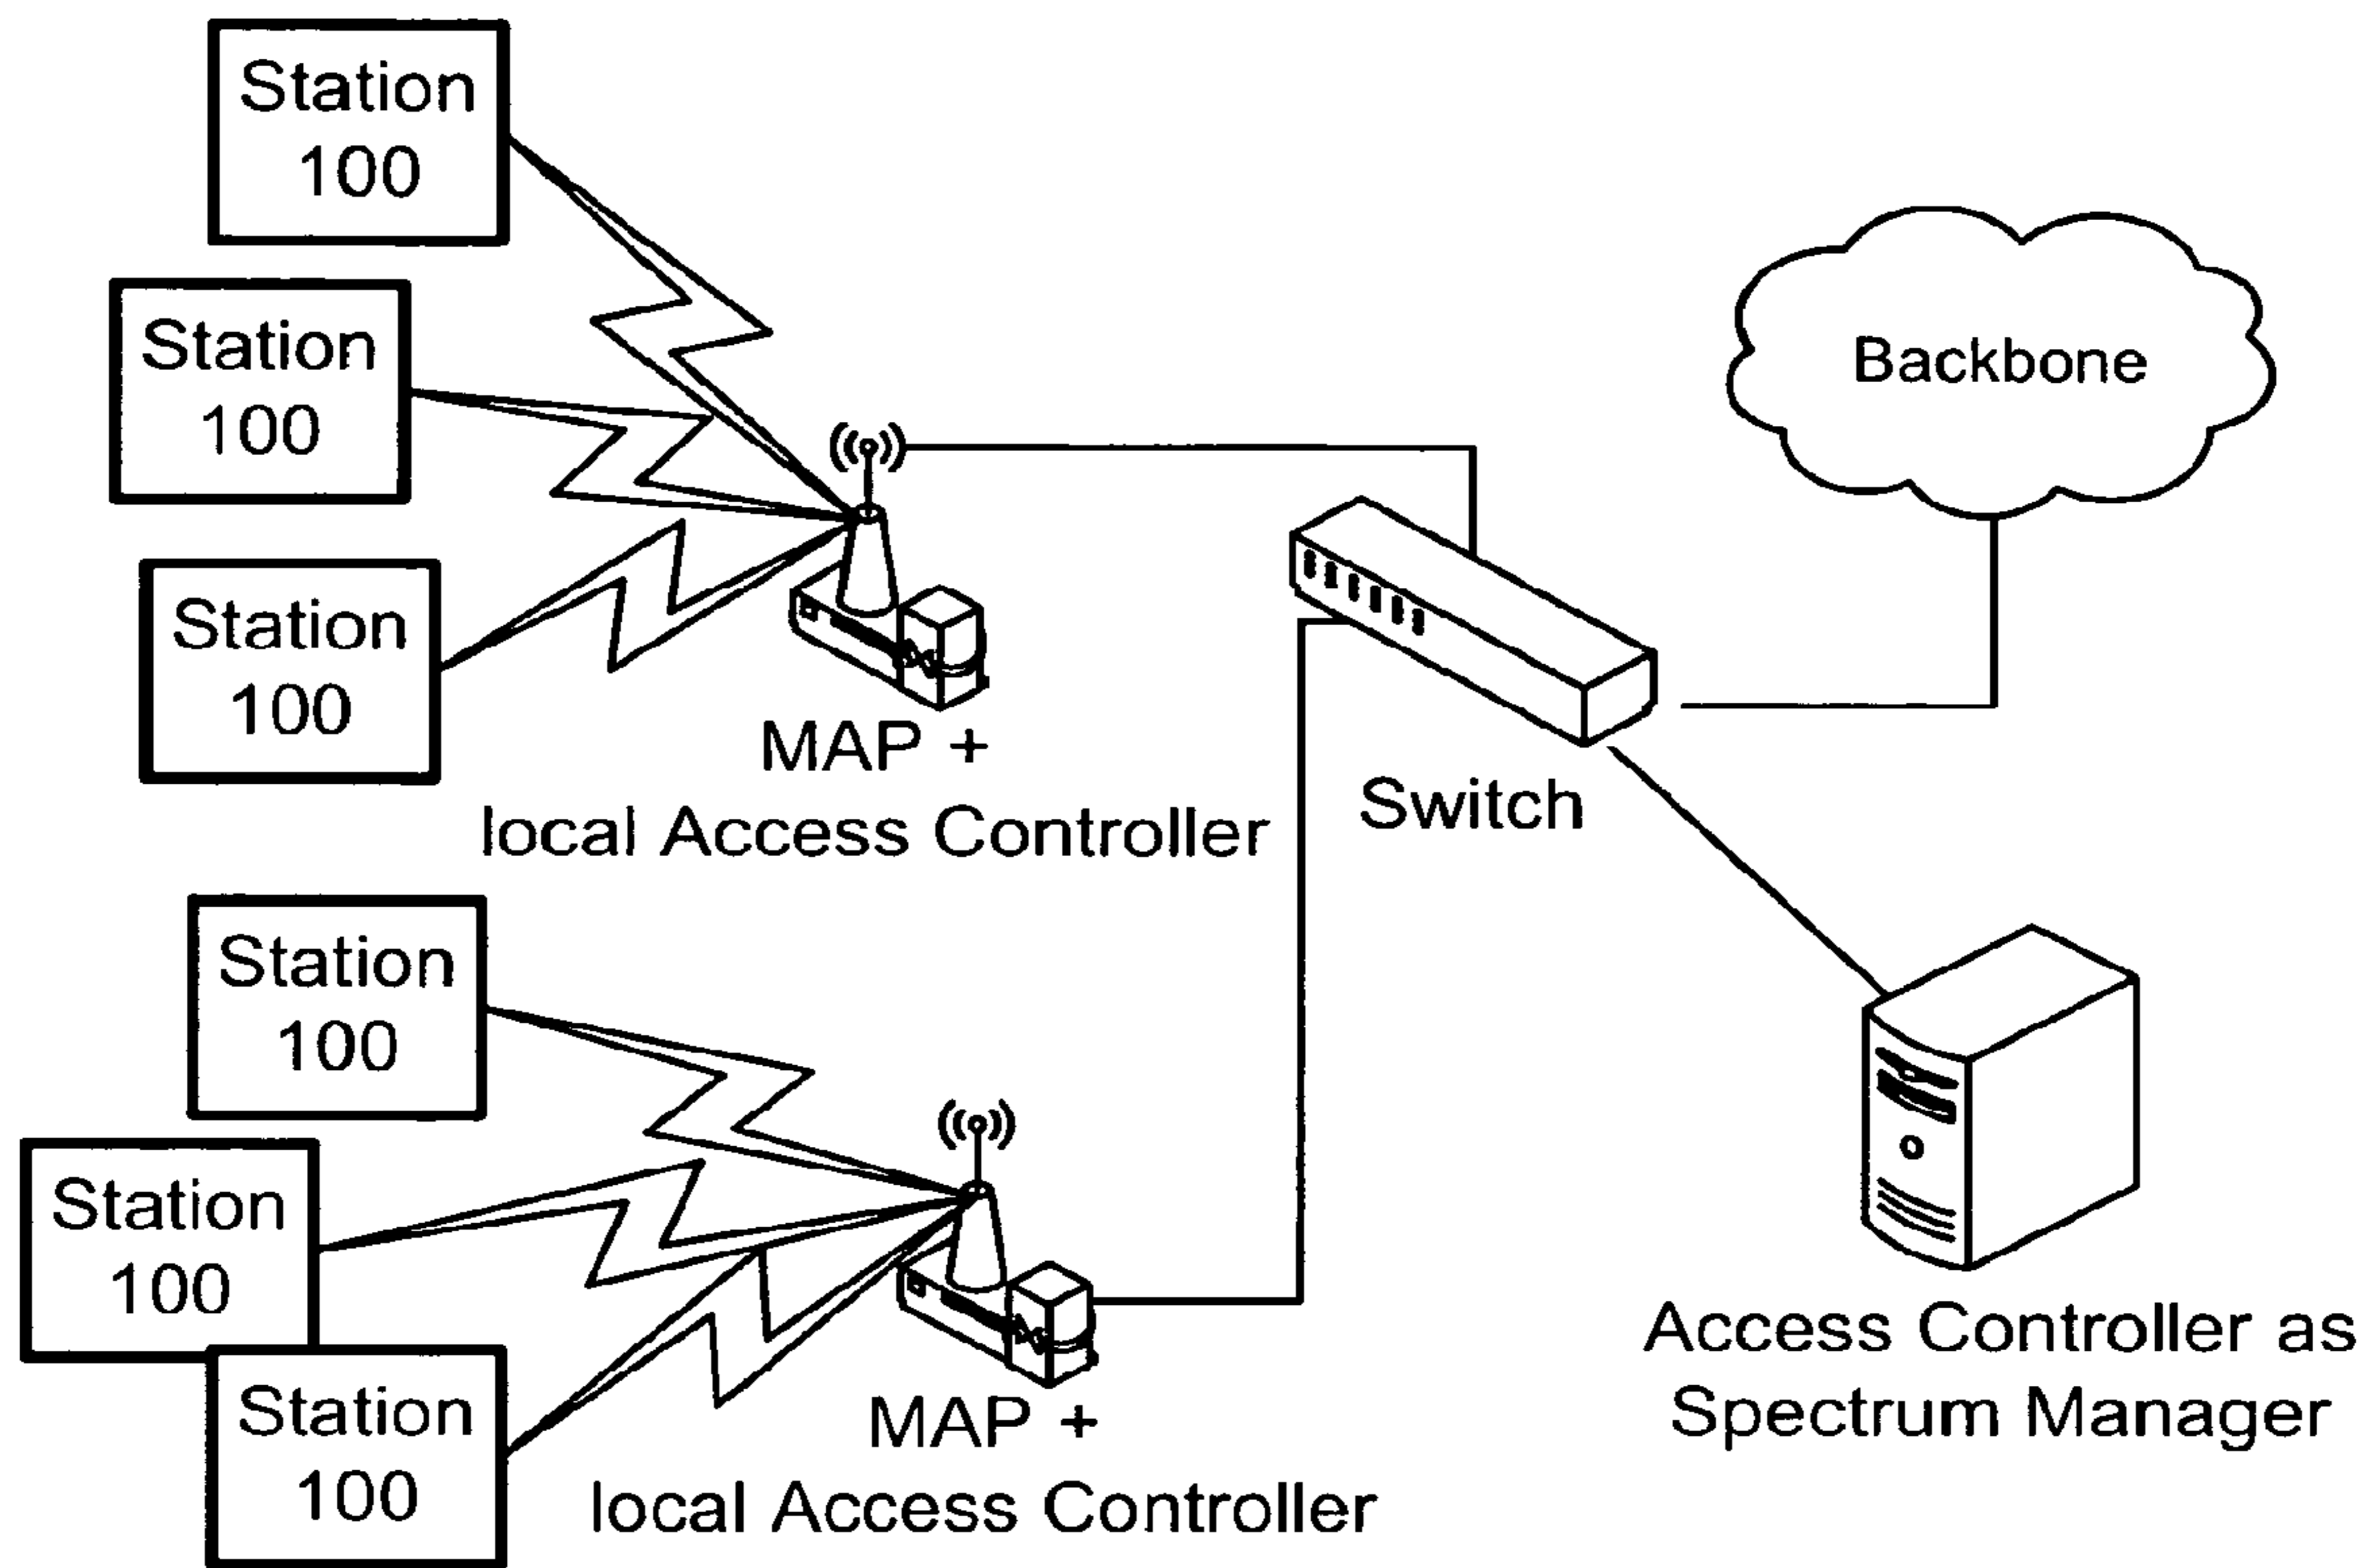 Station
100
Station
100
Station
100
MAP +
local Access Controller
Switch
Backbone
Station
100
Station
100
Station
100
MAP +
local Access Controller
Access Controller as
Spectrum Manager